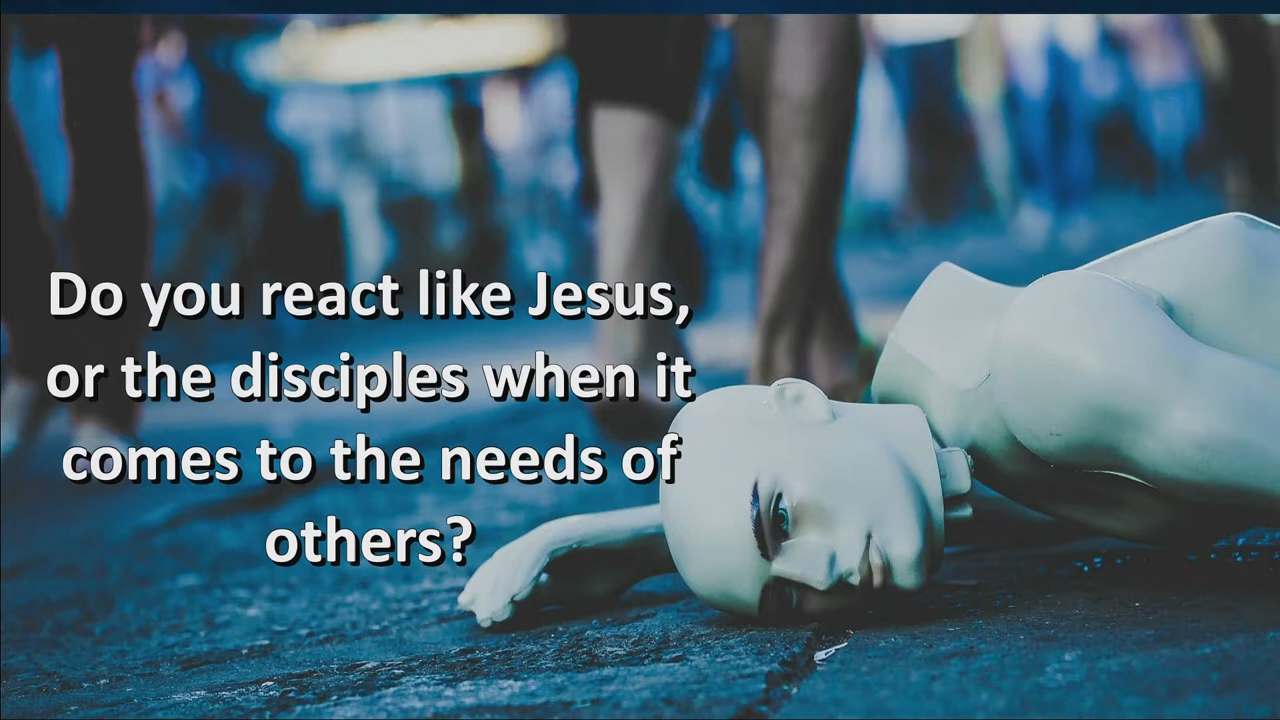 Do you react like Jesus,
or the disciples when it
comes to the needs of
others?